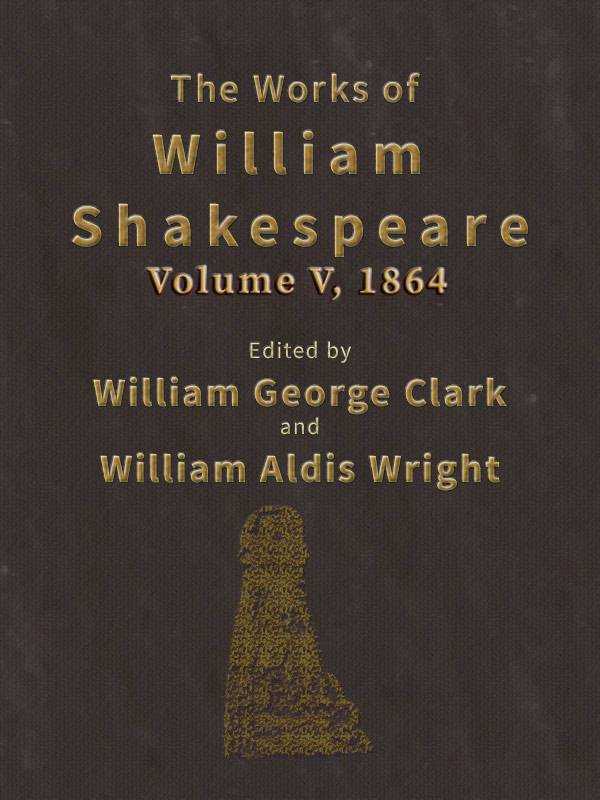 The Works of
William
Shakespeare
Volume V, 1864
Edited by
William George Clark
and
William Aldis Wright